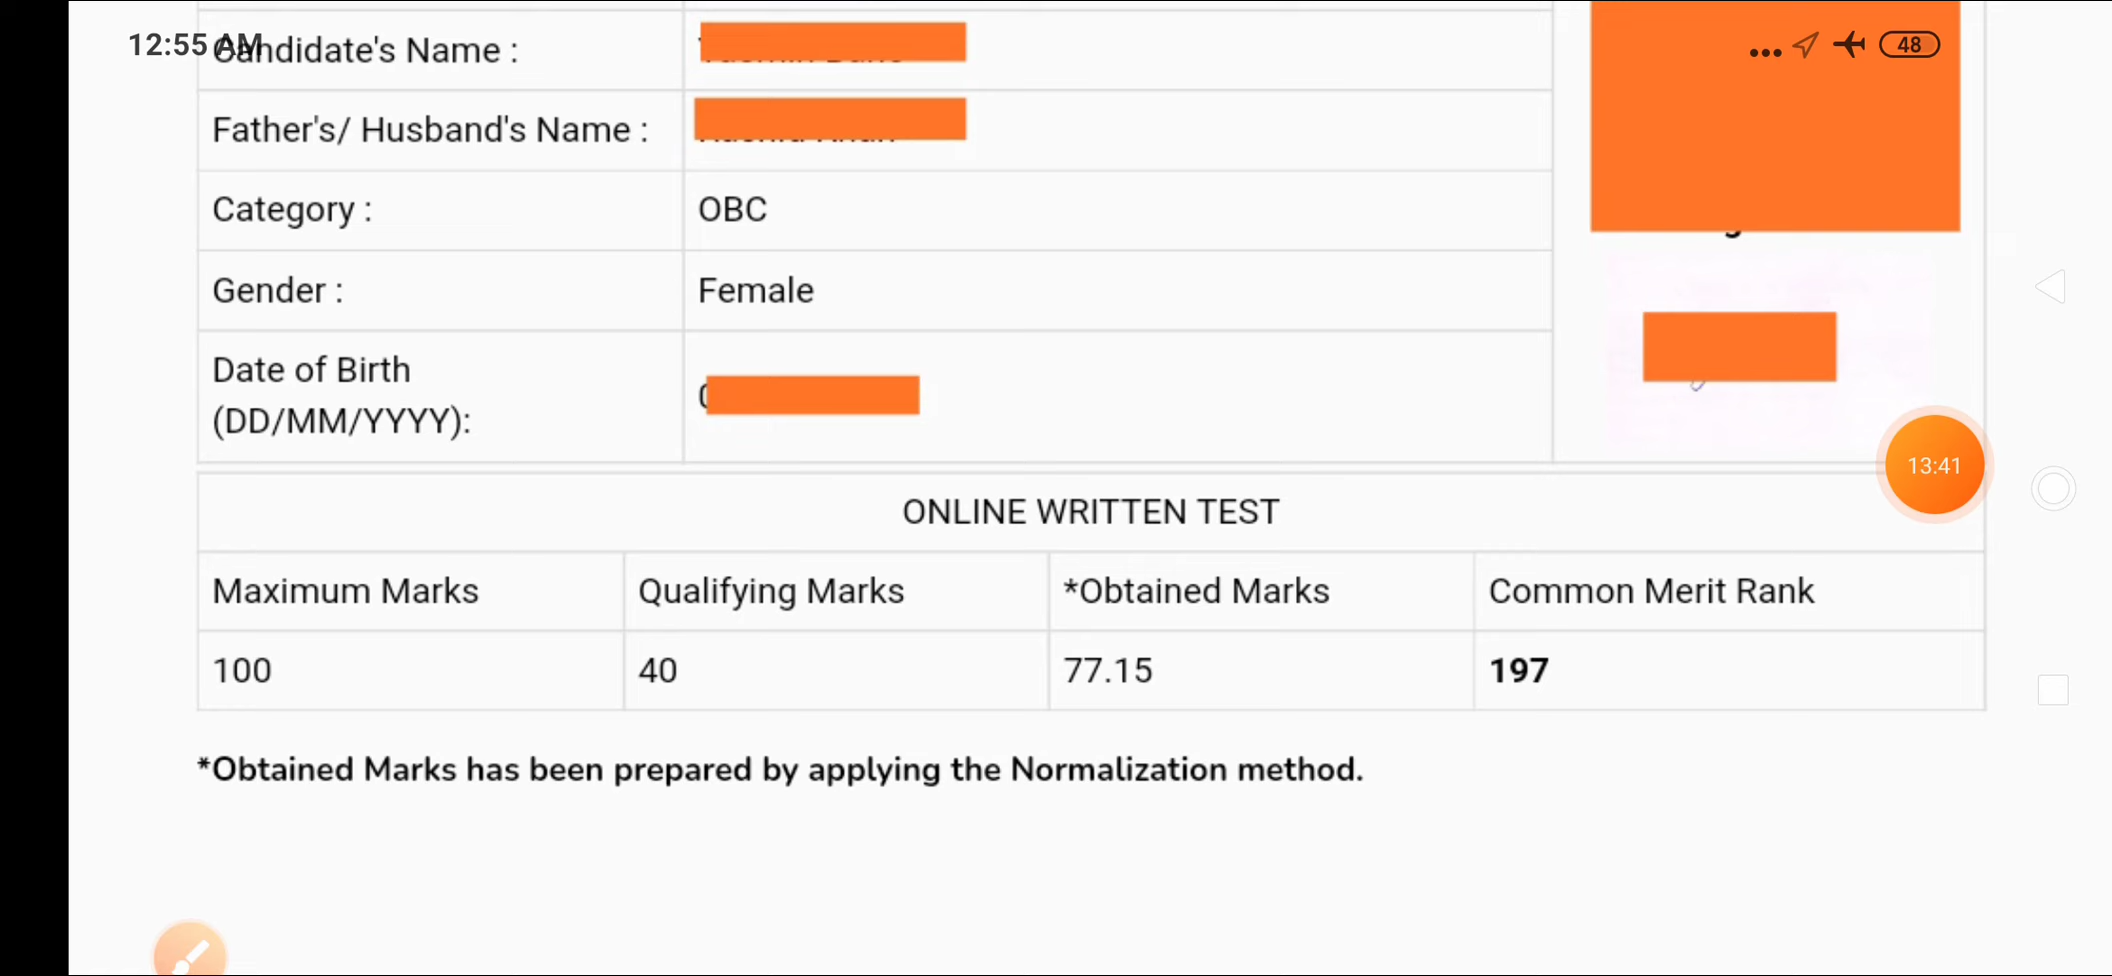 12:55 AM
48
Candidate's Name :
Father's/ Husband's Name :
Category : OBC
Gender : Female
Date of Birth
(DD/MM/YYYY):
13:41
ONLINE WRITTEN TEST
Maximum Marks Qualifying Marks *Obtained Marks Common Merit Rank
100 40 77.15 197
*Obtained Marks has been prepared by applying the Normalization method.